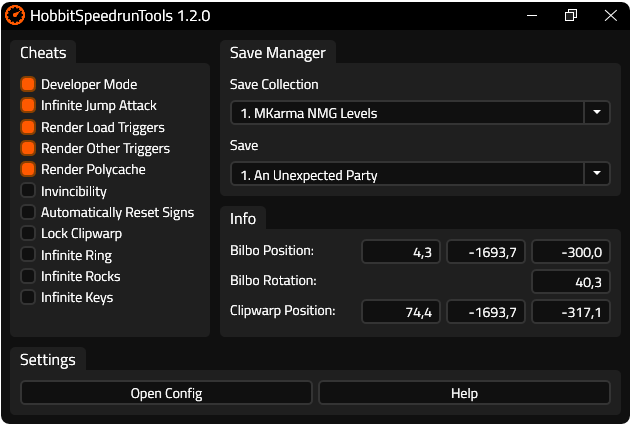 HobbitSpeedrunTools 1.2.0
Cheats
Developer Mode
Infinite Jump Attack
Render Load Triggers
Render Other Triggers
Render Polycache
Invincibility
Automatically Reset Signs
Lock Clipwarp
Infinite Ring
Infinite Rocks
Infinite Keys
Save Manager
Save Collection
1. MKarma NMG Levels
Save
1. An Unexpected Party
Info
Bilbo Position: 4,3 -1693,7 -300,0
Bilbo Rotation: 40,3
Clipwarp Position: 74,4 -1693,7 -317,1
Settings
Open Config Help